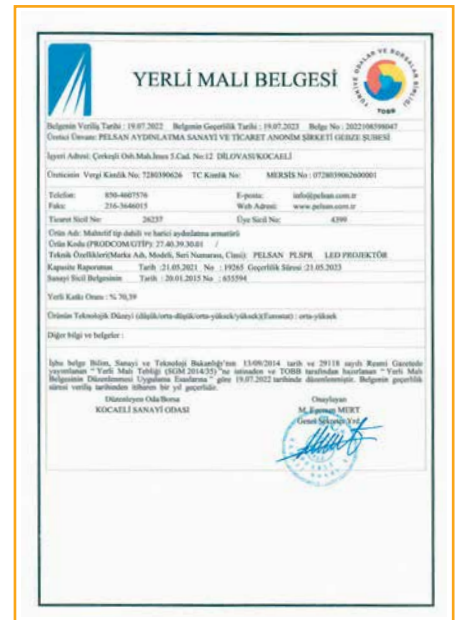 YERLİ MALI BELGESİ
TÜRKİYE ODALAR VE BORSALAR BİRLİĞİ
TOBB
Belgenin Veriliş Tarihi : 19.07.2022 Belgenin Geçerlilik Tarihi : 19.07.2023 Belge No : 2022108598047
Üretici Ünvanı: PELSAN AYDINLATMA SANAYİ VE TİCARET ANONİM ŞİRKETİ GEBZE ŞUBESİ
İşyeri Adresi: Çerkeşli Osb.Mah.İmes 5.Cad. No:12 DİLOVASI/KOCAELİ
Üreticinin Vergi Kimlik No: 7280390626 TC Kimlik No: MERSİS No : 0728039062600001
Telefon: 850-4607576 E-posta: info@pelsan.com.tr
Faks: 216-3646015 Web Adresi: www.pelsan.com.tr
Ticaret Sicil No: 26237 Üye Sicil No: 4399
Ürün Adı: Muhtelif tip dahili ve harici aydınlatma armatürü
Ürün Kodu (PRODCOM/GTİP): 27.40.39.30.01 /
Teknik Özellikleri(Marka Adı, Modeli, Seri Numarası, Cinsi): PELSAN PLSPR LED PROJEKTÖR
Kapasite Raporunun Tarih :21.05.2021 No : 19265 Geçerlilik Süresi :21.05.2023
Sanayi Sicil Belgesinin Tarih : 20.01.2015 No : 655594
Yerli Katkı Oranı : % 70,39
Ürünün Teknolojik Düzeyi (düşük/orta-düşük/orta-yüksek/yüksek)(Eurostat) : orta-yüksek
Diğer bilgi ve belgeler :
İşbu belge Bilim, Sanayi ve Teknoloji Bakanlığı'nın 13/09/2014 tarih ve 29118 sayılı Resmi Gazetede
yayımlanan " Yerli Malı Tebliği (SGM 2014/35) "ne istinaden ve TOBB tarafından hazırlanan " Yerli Malı
Belgesinin Düzenlenmesi Uygulama Esaslarına " göre 19.07.2022 tarihinde düzenlenmiştir. Belgenin geçerlilik
süresi veriliş tarihinden itibaren bir yıl geçerlidir.
Düzenleyen Oda/Borsa Onaylayan
KOCAELİ SANAYİ ODASI M. Egemen MERT
Genel Sekreter Yrd.